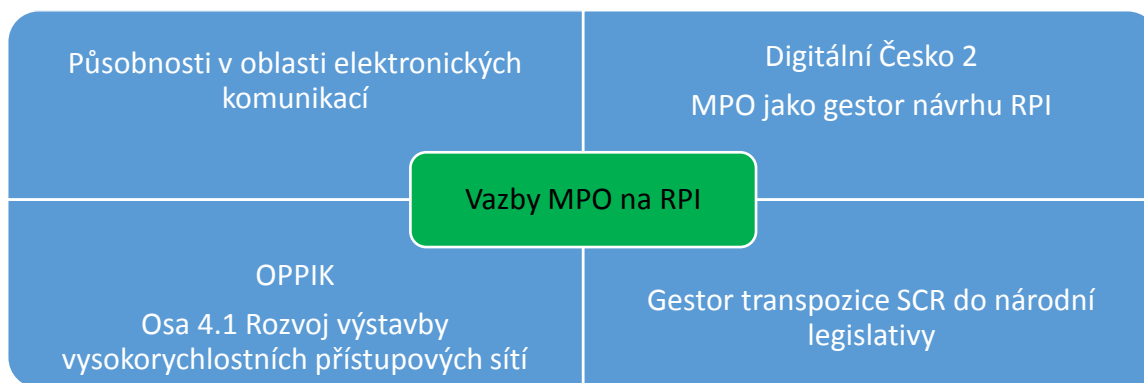 Působnosti v oblasti elektronických
komunikací
Digitální Česko 2
MPO jako gestor návrhu RPI
Vazby MPO na RPI
OPPIK
Osa 4.1 Rozvoj výstavby
vysokorychlostních přístupových sítí
Gestor transpozice SCR do národní
legislativy